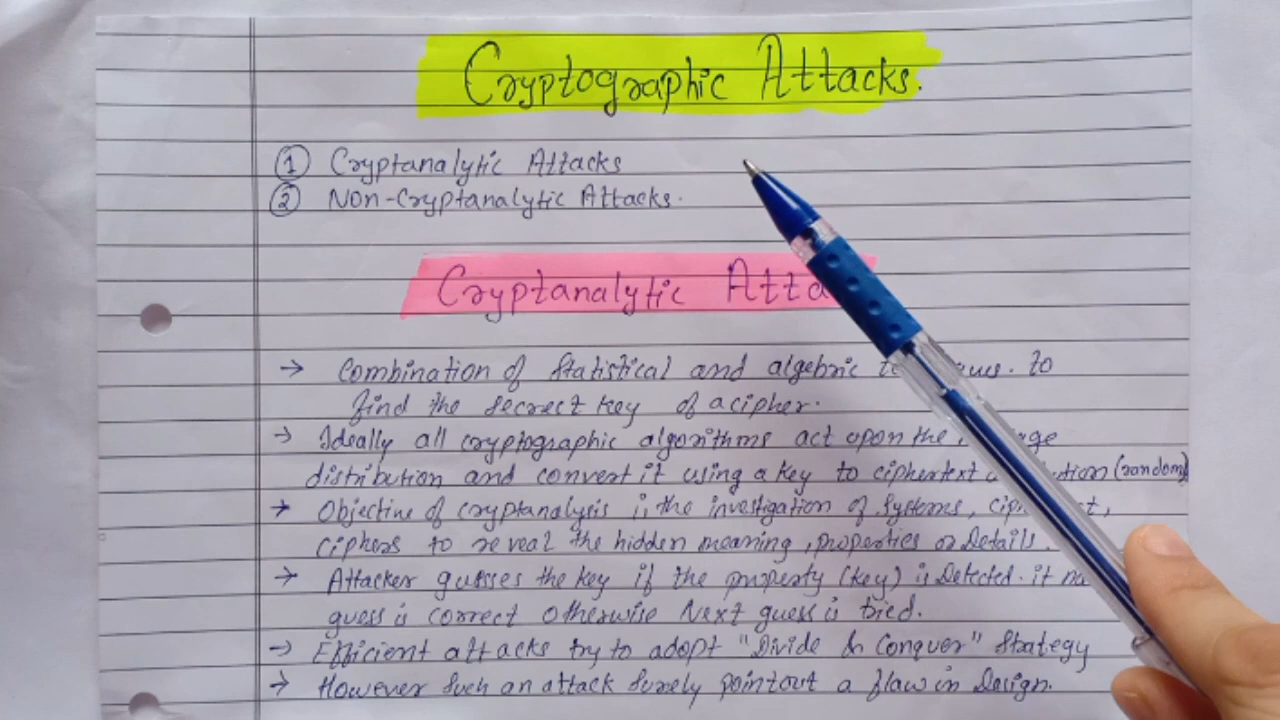 Cryptographic Attacks.
① Cryptanalytic Attacks
② Non-Cryptanalytic Attacks.
Cryptanalytic
→ Combination of Statistical and algebric to
find the secrect key of a cipher.
→ Ideally all cryptographic algorithms act upon the
distribution and convert it using a key to ciphertext (random)
→ Objective of cryptanalysis is the investigation of Systems,
ciphers to reveal the hidden meaning, properties or Details.
→ Attacker guesses the key if the property (key) is Detected. it
guess is correct otherwise Next guess is tried.
→ Efficient attacks try to adopt "Divide & Conquer" Strategy
→ However Such an attack Surely pointout a flaw in Design.